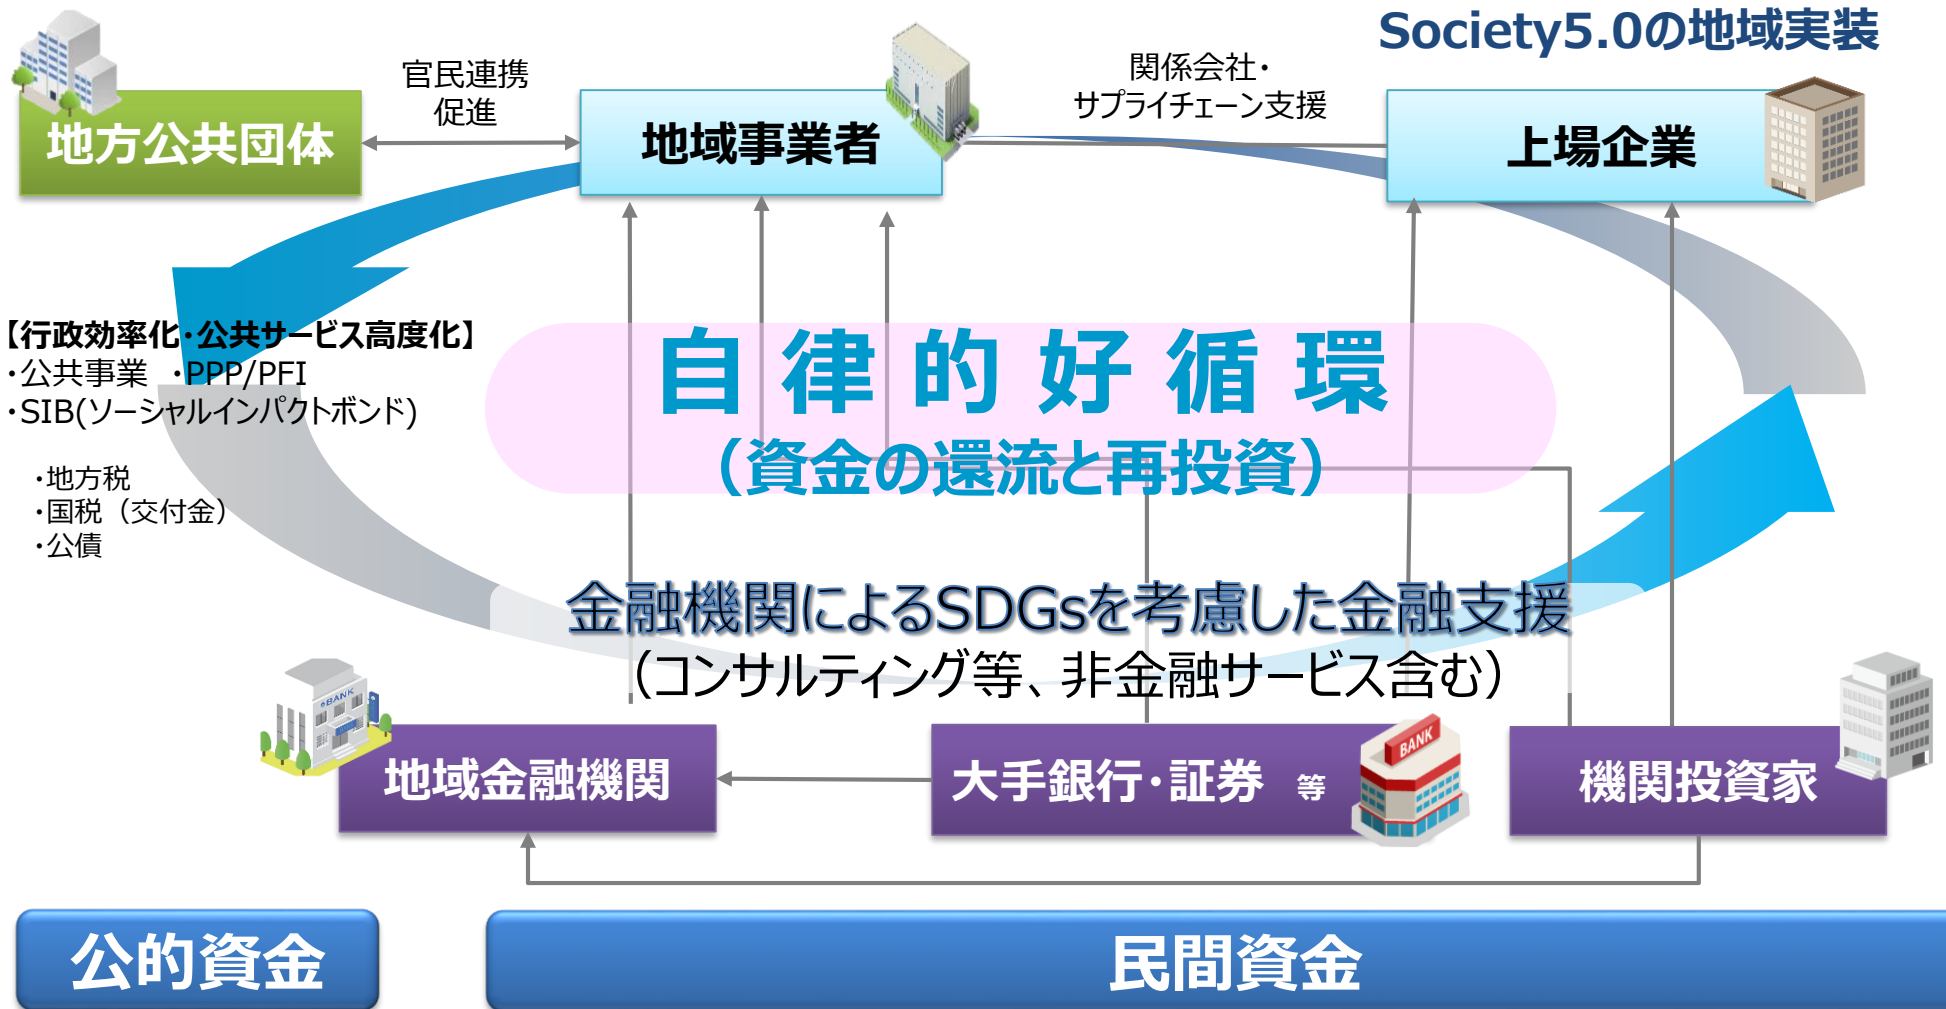 Society5.0の地域実装
官民連携
促進
関係会社・
サプライチェーン支援
地方公共団体
地域事業者
上場企業
【行政効率化・公共サービス高度化】
・公共事業 ・PPP/PFI
・SIB(ソーシャルインパクトボンド)
・地方税
・国税（交付金）
・公債
自律的好循環
（資金の還流と再投資）
金融機関によるSDGsを考慮した金融支援
（コンサルティング等、非金融サービス含む）
BANK
地域金融機関
大手銀行・証券 等
BANK
機関投資家
公的資金
民間資金